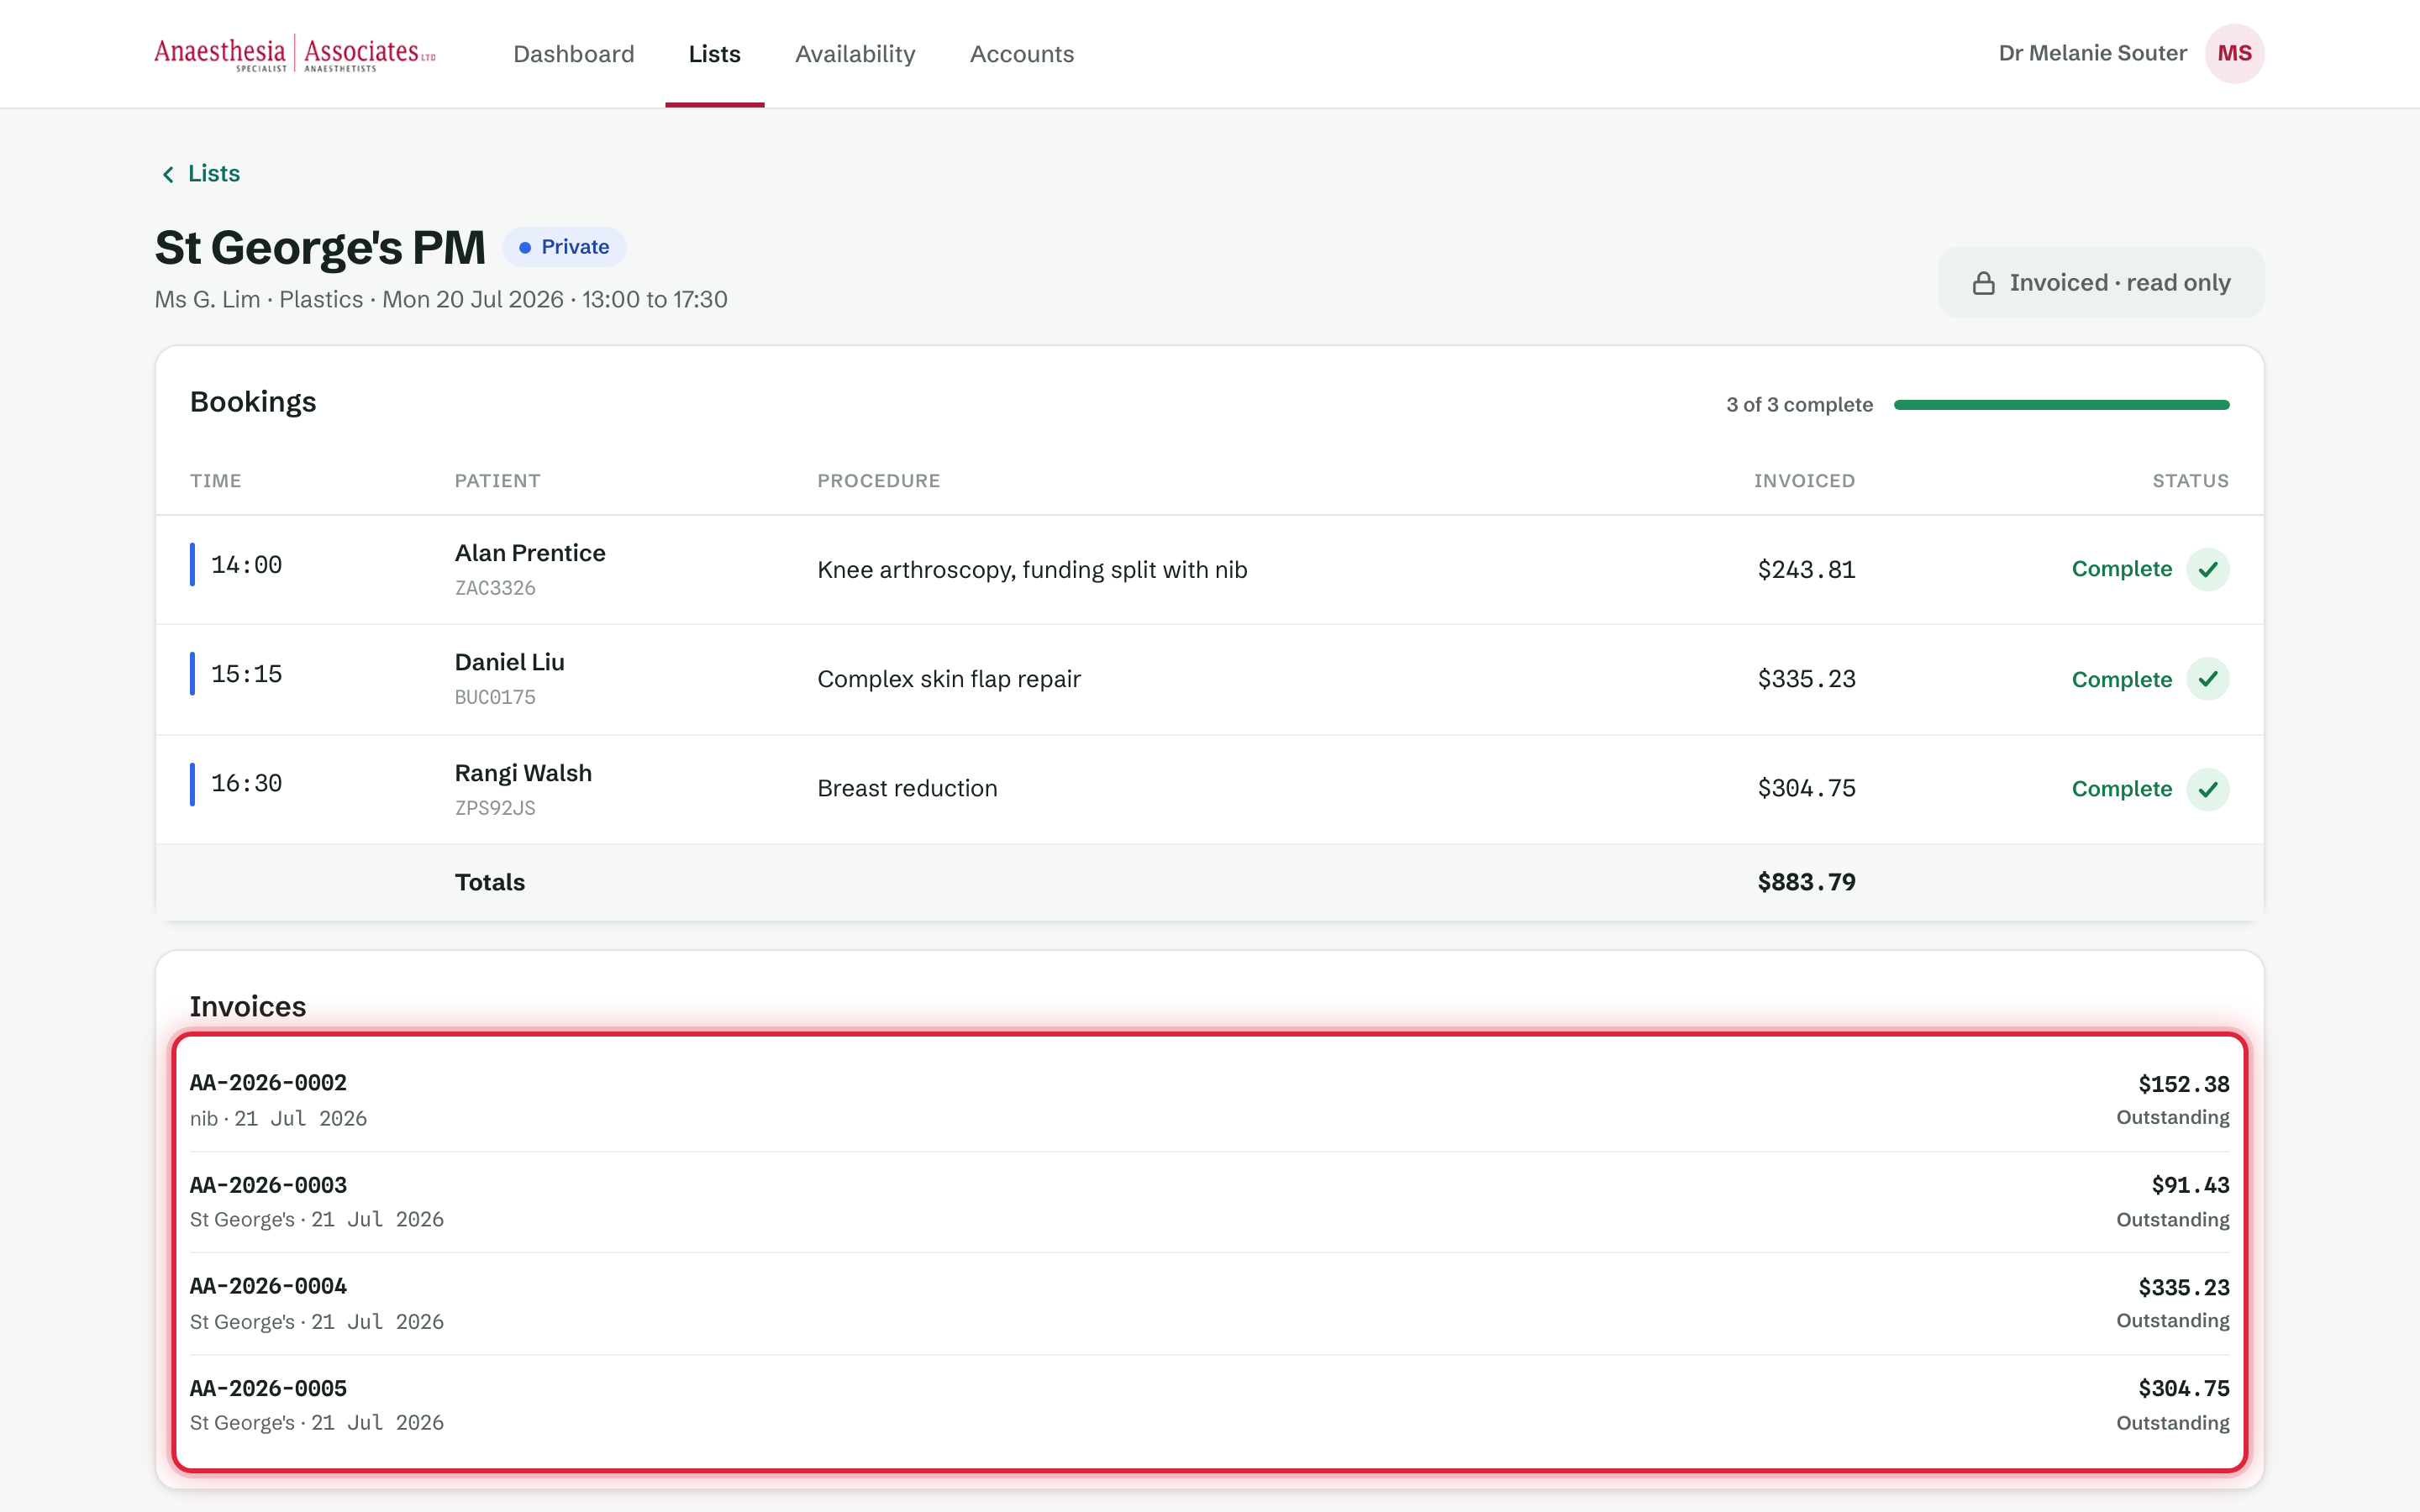 Anaesthesia | Associates LTD
SPECIALIST ANAESTHETISTS
Dashboard
Lists
Availability
Accounts
Dr Melanie Souter
MS
Lists
St George's PM
Private
Ms G. Lim · Plastics · Mon 20 Jul 2026 · 13:00 to 17:30
Invoiced · read only
Bookings
3 of 3 complete
TIME PATIENT PROCEDURE INVOICED STATUS
14:00 Alan Prentice Knee arthroscopy, funding split with nib $243.81 Complete
ZAC3326
15:15 Daniel Liu Complex skin flap repair $335.23 Complete
BUC0175
16:30 Rangi Walsh Breast reduction $304.75 Complete
ZPS92JS
Totals $883.79
Invoices
AA-2026-0002 $152.38
nib · 21 Jul 2026 Outstanding
AA-2026-0003 $91.43
St George's · 21 Jul 2026 Outstanding
AA-2026-0004 $335.23
St George's · 21 Jul 2026 Outstanding
AA-2026-0005 $304.75
St George's · 21 Jul 2026 Outstanding